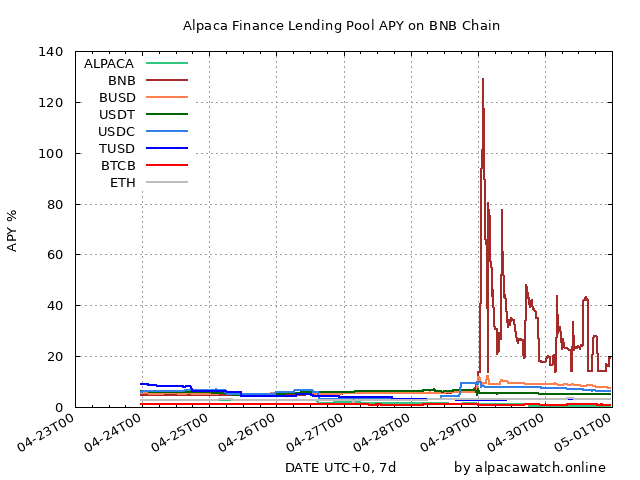 Alpaca Finance Lending Pool APY on BNB Chain
140
120
100
80
60
40
20
0
APY %
ALPACA
BNB
BUSD
USDT
USDC
TUSD
BTCB
ETH
04-23T00
04-24T00
04-25T00
04-26T00
04-27T00
04-28T00
04-29T00
04-30T00
05-01T00
DATE UTC+0, 7d
by alpacawatch.online